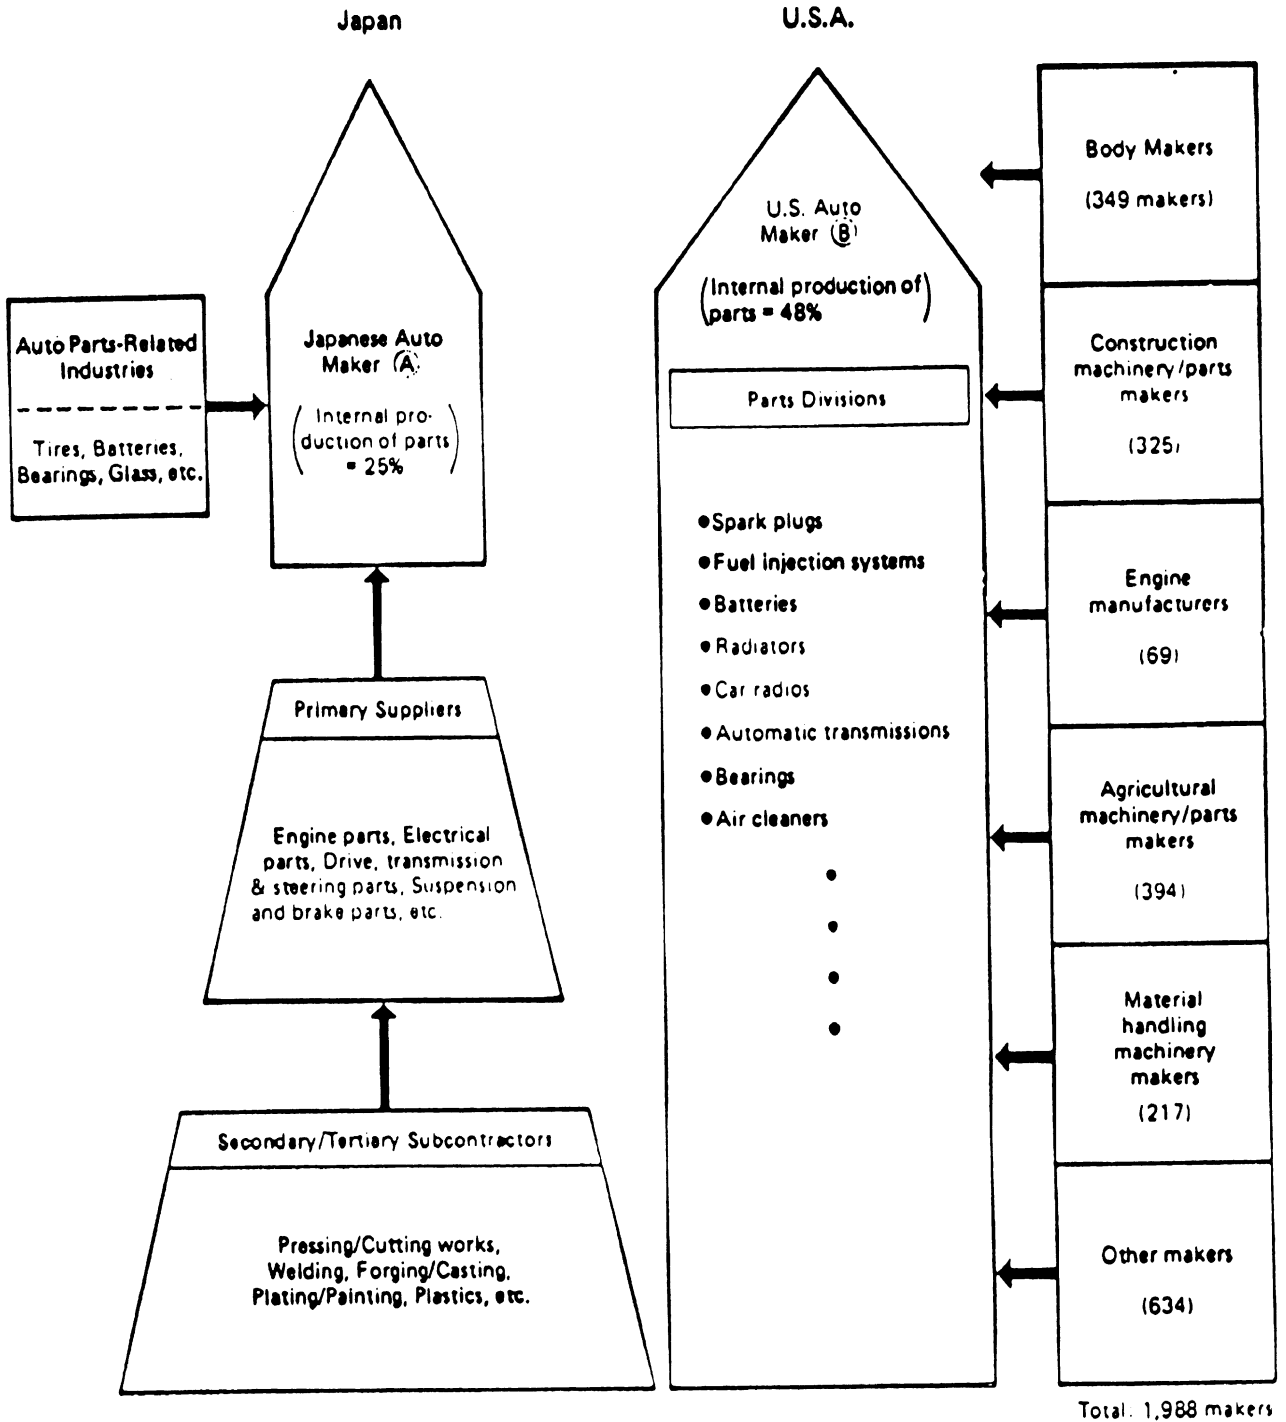 Japan
U.S.A.
Auto Parts-Related
Industries
Tires, Batteries,
Bearings, Glass, etc.
Japanese Auto
Maker (A)
(Internal pro-
duction of parts
= 25%)
Primary Suppliers
Engine parts, Electrical
parts, Drive, transmission
& steering parts, Suspension
and brake parts, etc.
Secondary/Tertiary Subcontractors
Pressing/Cutting works,
Welding, Forging/Casting,
Plating/Painting, Plastics, etc.
U.S. Auto
Maker (B)
(Internal production of
parts = 48%)
Parts Divisions
●Spark plugs
●Fuel injection systems
●Batteries
●Radiators
●Car radios
●Automatic transmissions
●Bearings
●Air cleaners
●
●
●
●
Body Makers
(349 makers)
Construction
machinery/parts
makers
(325)
Engine
manufacturers
(69)
Agricultural
machinery/parts
makers
(394)
Material
handling
machinery
makers
(217)
Other makers
(634)
Total. 1,988 makers